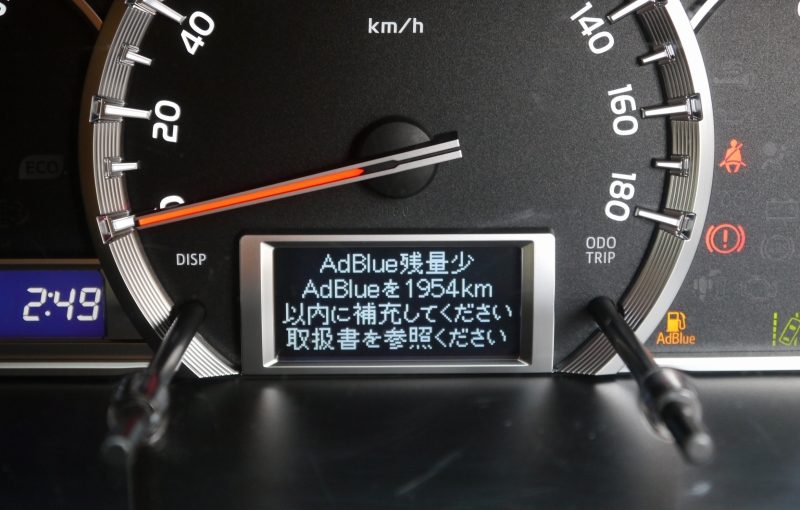 km/h
40
20
140
160
180
ECO
DISP
ODO
TRIP
2:49
AdBlue残量少
AdBlueを1954km
以内に補充してください
取扱書を参照ください
AdBlue